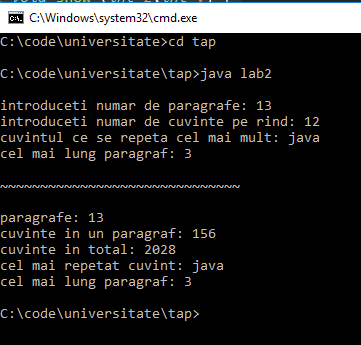 C:\Windows\system32\cmd.exe
C:\code\universitate>cd tap
C:\code\universitate\tap>java lab2
introduceti numar de paragrafe: 13
introduceti numar de cuvinte pe rind: 12
cuvintul ce se repeta cel mai mult: java
cel mai lung paragraf: 3
~~~~~~~~~~~~~~~~~~~~~~~~~~~~~~
paragrafe: 13
cuvinte in un paragraf: 156
cuvinte in total: 2028
cel mai repetat cuvint: java
cel mai lung paragraf: 3
C:\code\universitate\tap>